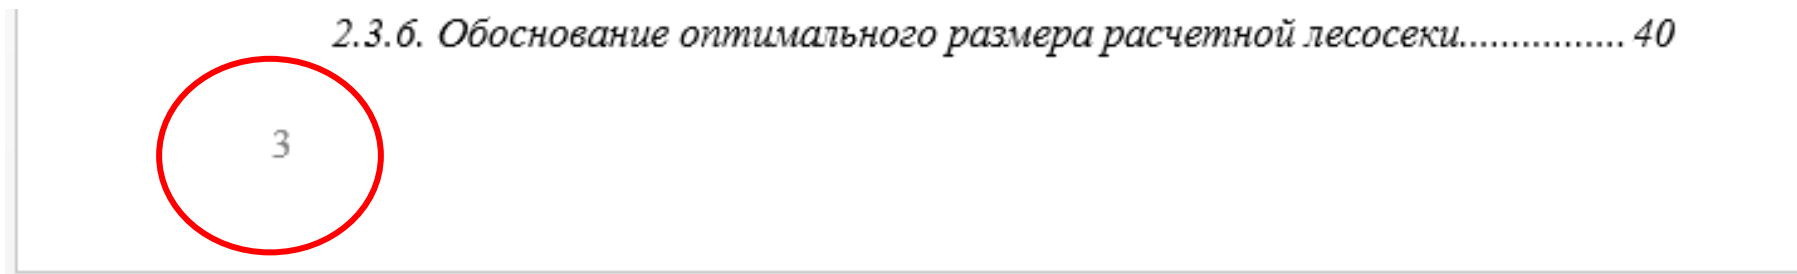 2.3.6. Обоснование оптимального размера расчетной лесосеки................ 40
3